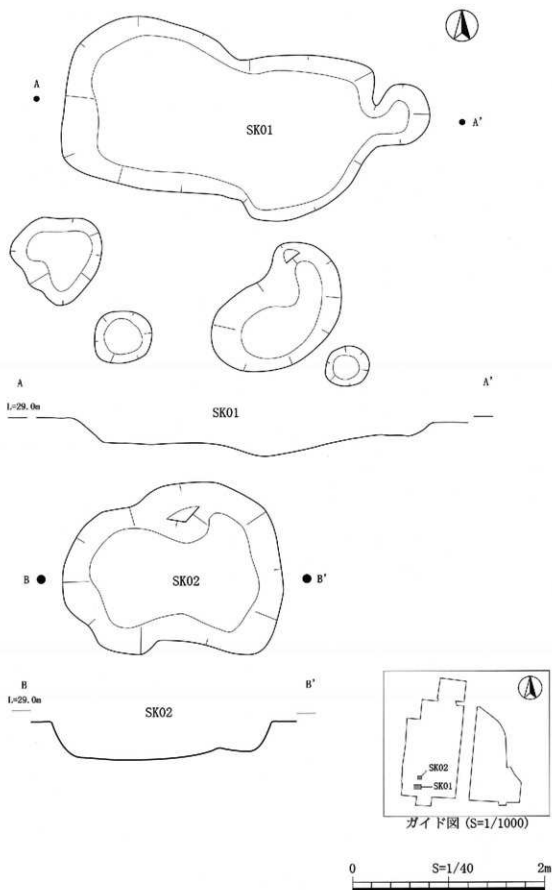 A
SK01
A'
A
L=29.0m
SK01
A'
B
SK02
B'
B
L=29.0m
SK02
B'
SK02
SK01
ガイド図 (S=1/1000)
0 S=1/40 2m